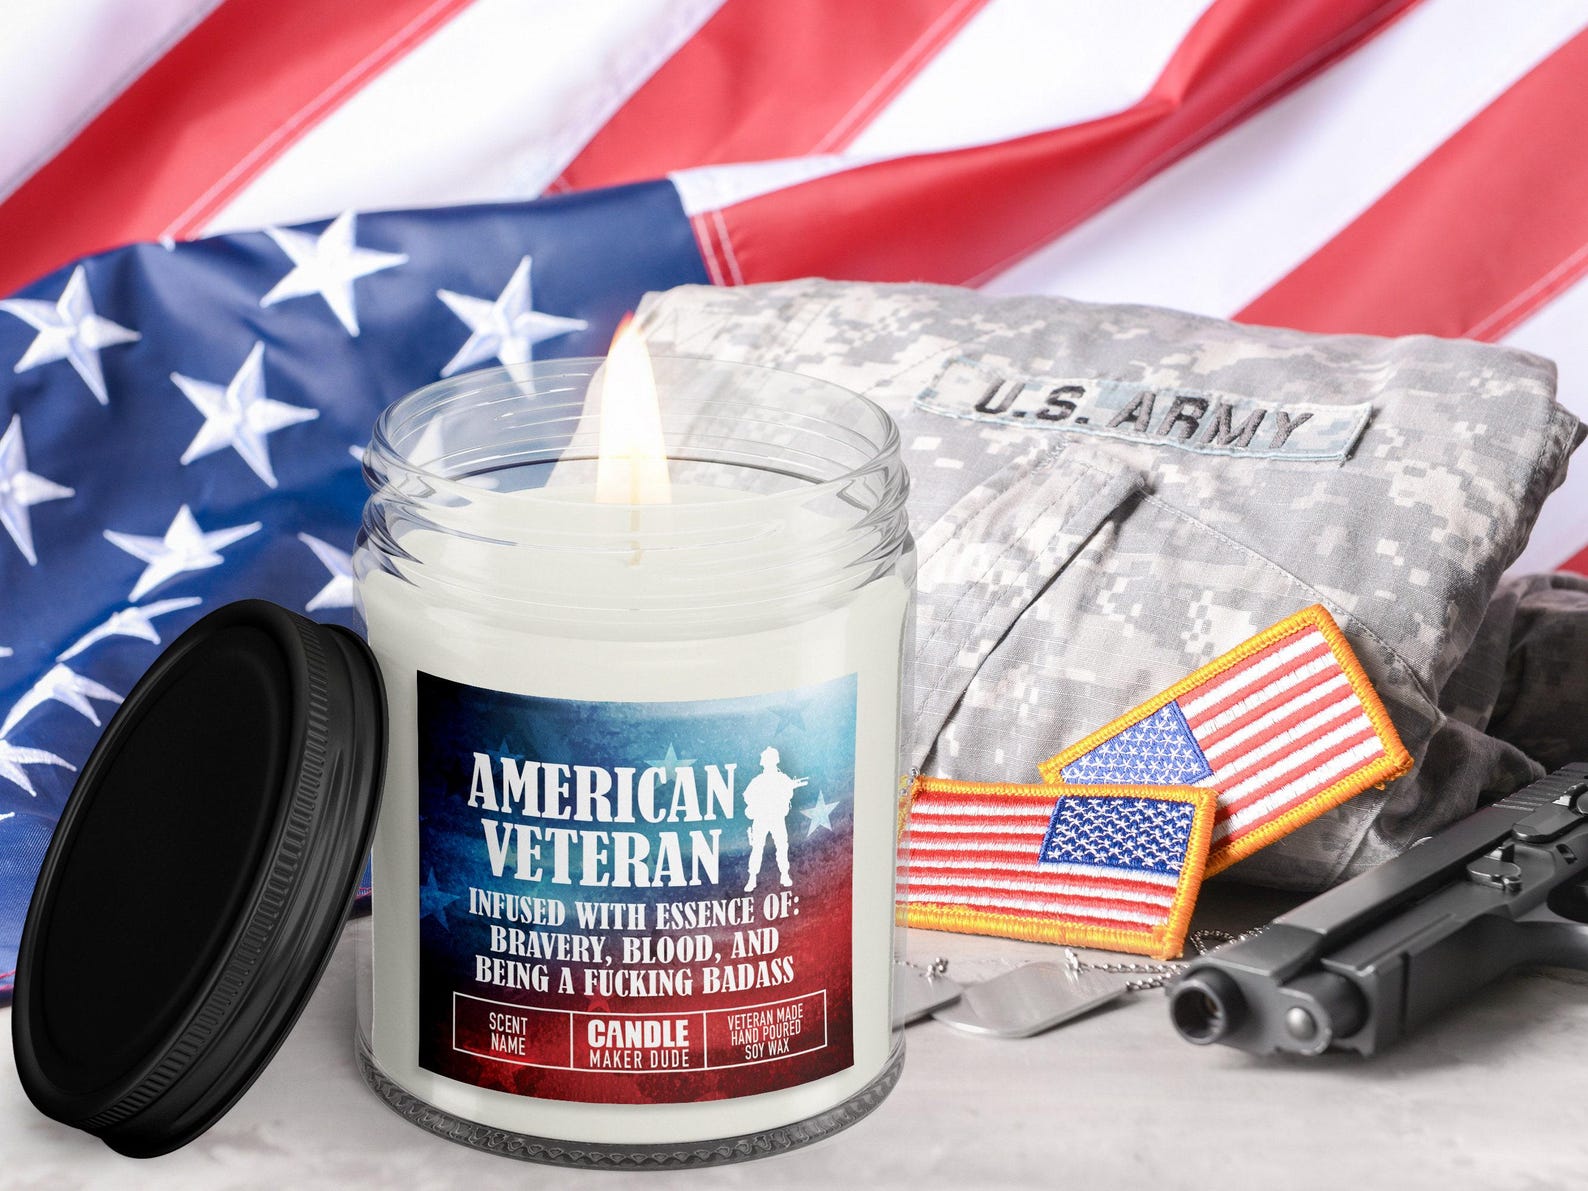 U.S. ARMY
AMERICAN
VETERAN
INFUSED WITH ESSENCE OF:
BRAVERY, BLOOD, AND
BEING A FUCKING BADASS
SCENT
NAME
CANDLE
MAKER DUDE
VETERAN MADE
HAND POURED
SOY WAX